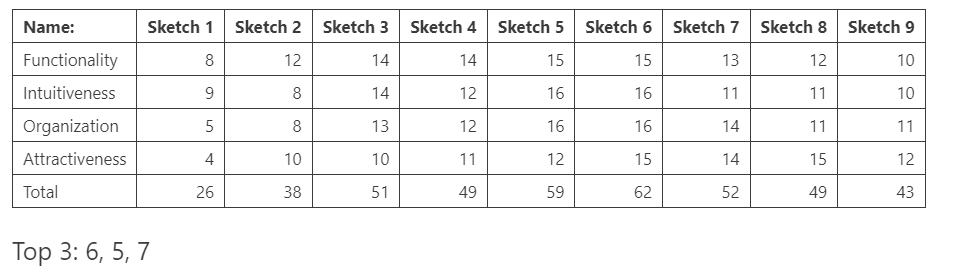 Name: Sketch 1 Sketch 2 Sketch 3 Sketch 4 Sketch 5 Sketch 6 Sketch 7 Sketch 8 Sketch 9
Functionality 8 12 14 14 15 15 13 12 10
Intuitiveness 9 8 14 12 16 16 11 11 10
Organization 5 8 13 12 16 16 14 11 11
Attractiveness 4 10 10 11 12 15 14 15 12
Total 26 38 51 49 59 62 52 49 43
Top 3: 6, 5, 7